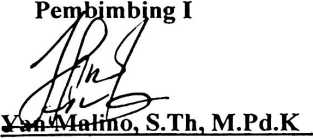 Pembimbing I
Yan Malino, S.Th, M.Pd.K